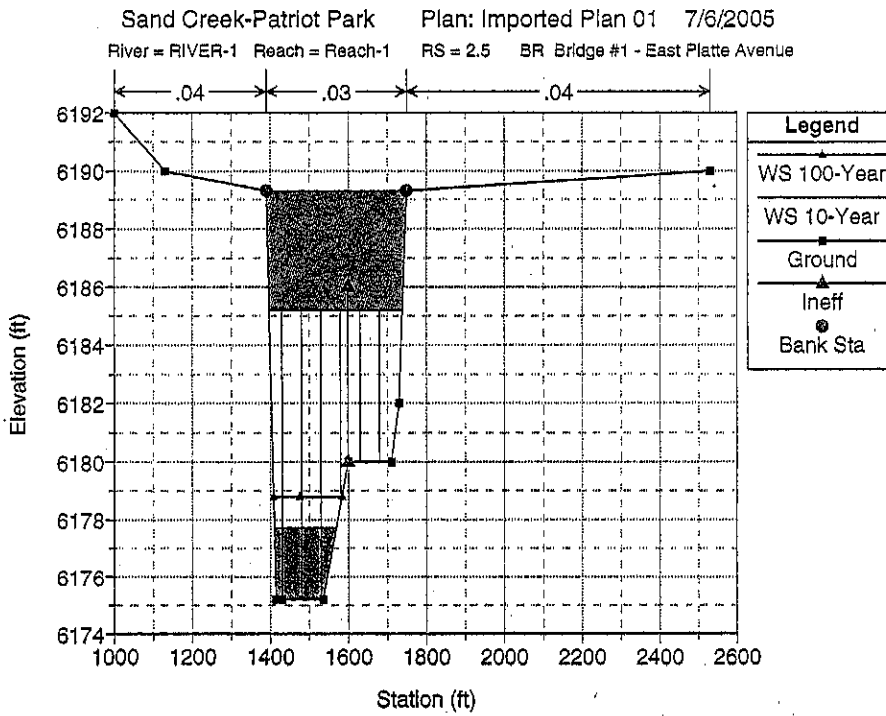 Sand Creek-Patriot Park Plan: Imported Plan 01 7/6/2005
River = RIVER-1 Reach = Reach-1 RS = 2.5 BR Bridge #1 - East Platte Avenue
.04 .03 .04
6192
6190
6188
6186
6184
6182
6180
6178
6176
6174
Elevation (ft)
1000 1200 1400 1600 1800 2000 2200 2400 2600
Station (ft)
Legend
WS 100-Year
WS 10-Year
Ground
Ineff
Bank Sta